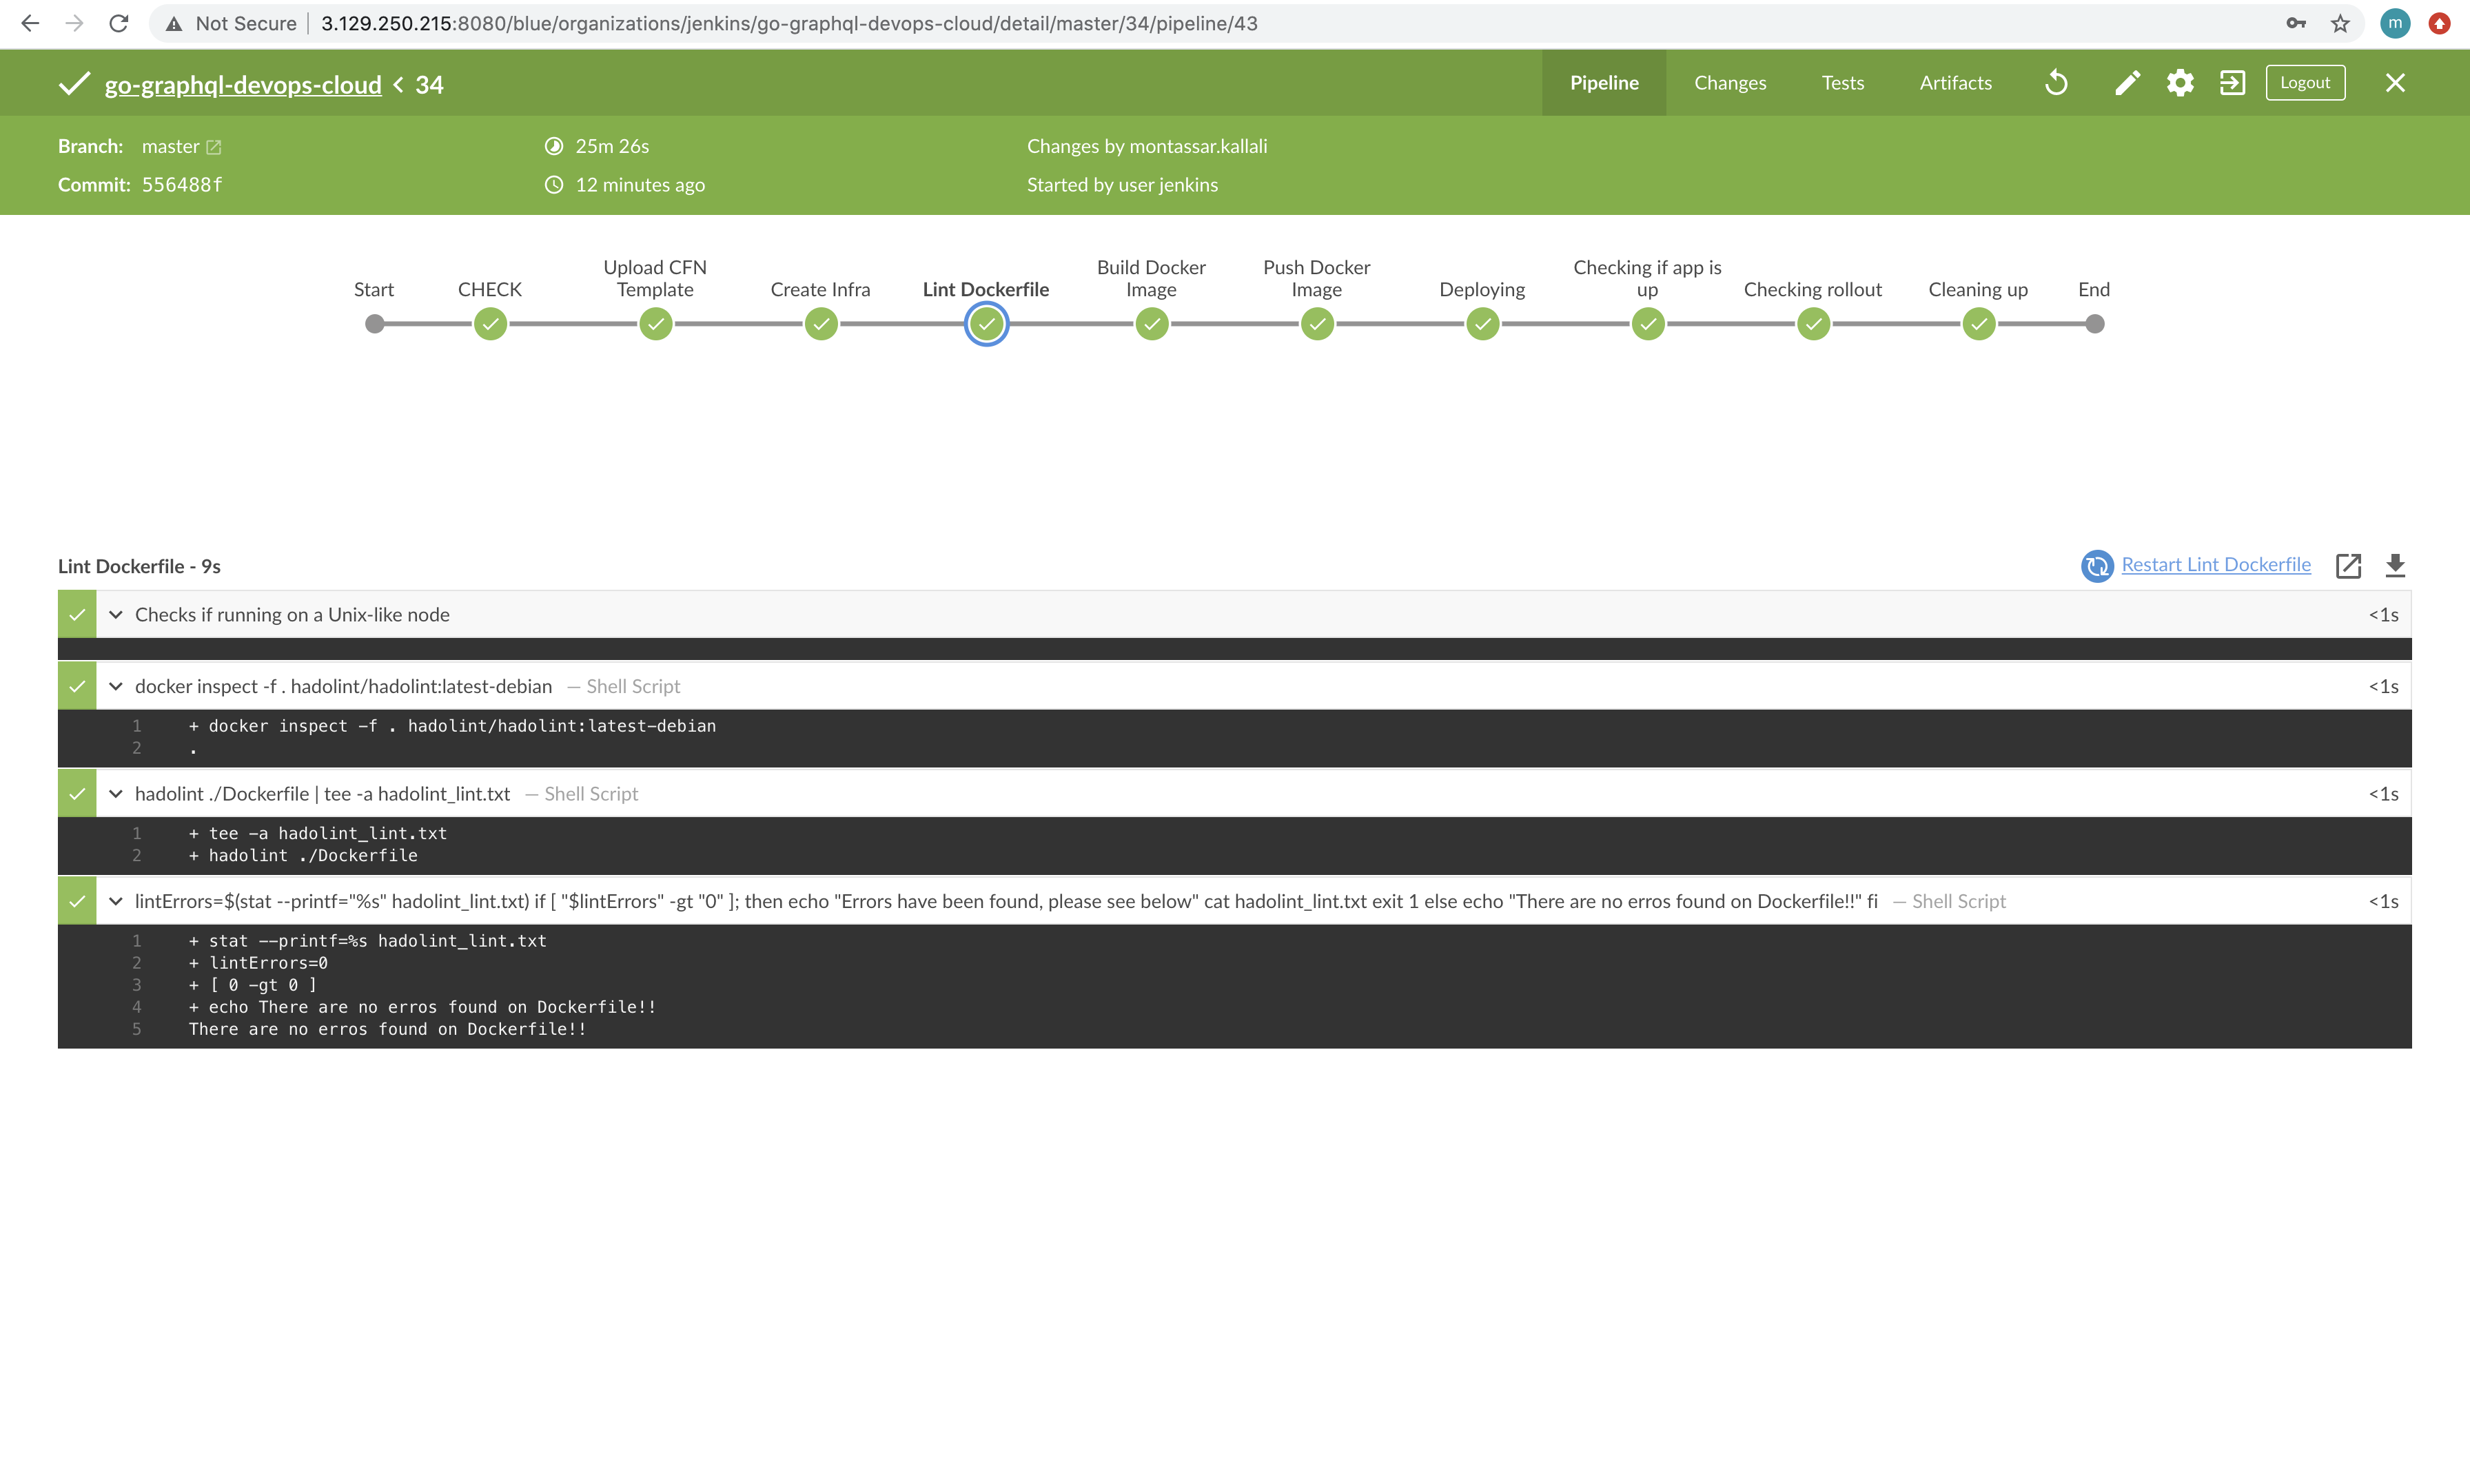 Not Secure 3.129.250.215:8080/blue/organizations/jenkins/go-graphql-devops-cloud/detail/master/34/pipeline/43
m
go-graphql-devops-cloud < 34
Pipeline Changes Tests Artifacts Logout
Branch: master 25m 26s Changes by montassar.kallali
Commit: 556488f 12 minutes ago Started by user jenkins
Start
CHECK
Upload CFN
Template
Create Infra
Lint Dockerfile
Build Docker
Image
Push Docker
Image
Deploying
Checking if app is
up
Checking rollout
Cleaning up
End
Lint Dockerfile - 9s Restart Lint Dockerfile
Checks if running on a Unix-like node <1s
docker inspect -f . hadolint/hadolint:latest-debian — Shell Script <1s
1 + docker inspect -f . hadolint/hadolint:latest-debian
2 .
hadolint ./Dockerfile | tee -a hadolint_lint.txt — Shell Script <1s
1 + tee -a hadolint_lint.txt
2 + hadolint ./Dockerfile
lintErrors=$(stat --printf="%s" hadolint_lint.txt) if [ "$lintErrors" -gt "0" ]; then echo "Errors have been found, please see below" cat hadolint_lint.txt exit 1 else echo "There are no erros found on Dockerfile!!" fi — Shell Script <1s
1 + stat --printf=%s hadolint_lint.txt
2 + lintErrors=0
3 + [ 0 -gt 0 ]
4 + echo There are no erros found on Dockerfile!!
5 There are no erros found on Dockerfile!!